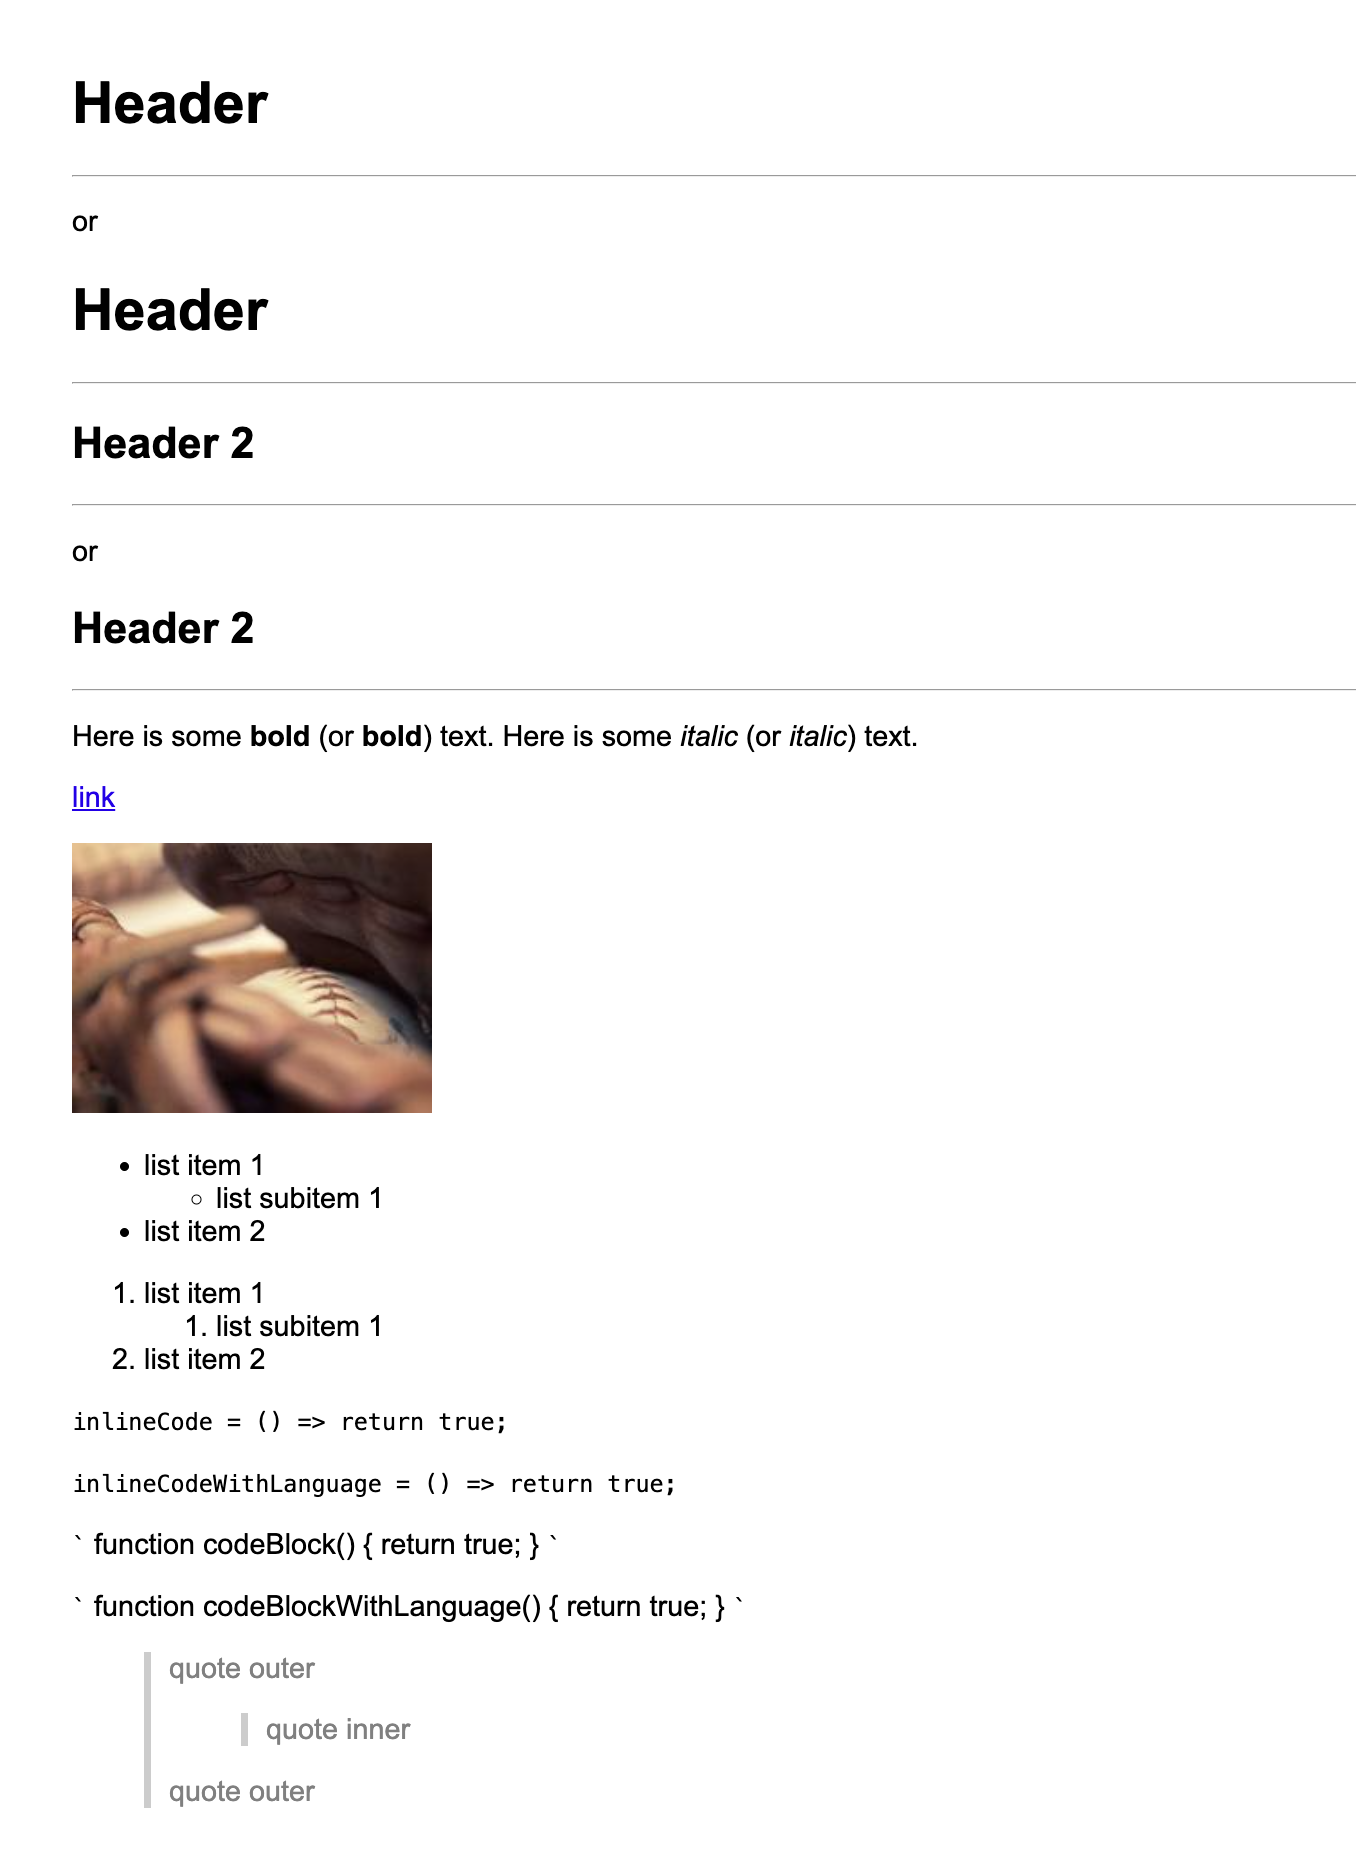 Header
or
Header
Header 2
or
Header 2
Here is some bold (or bold) text. Here is some italic (or italic) text.
link
• list item 1
◦ list subitem 1
• list item 2
1. list item 1
1. list subitem 1
2. list item 2
inlineCode = () => return true;
inlineCodeWithLanguage = () => return true;
` function codeBlock() { return true; } `
` function codeBlockWithLanguage() { return true; } `
quote outer
quote inner
quote outer